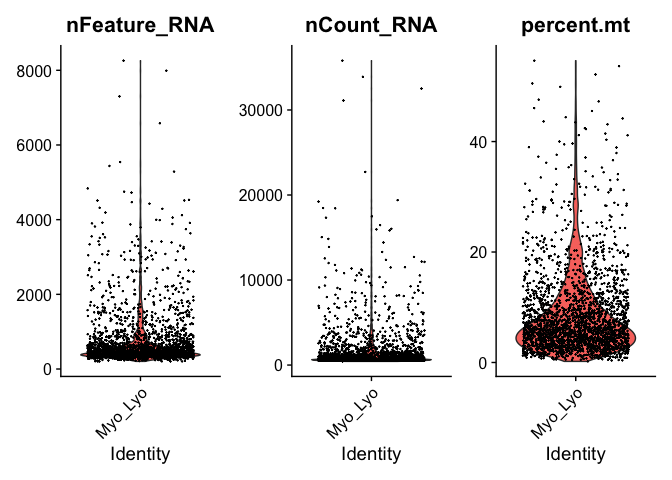 nFeature_RNA
8000
6000
4000
2000
0
Myo_Lyo
Identity
nCount_RNA
30000
20000
10000
0
Myo_Lyo
Identity
percent.mt
40
20
0
Myo_Lyo
Identity